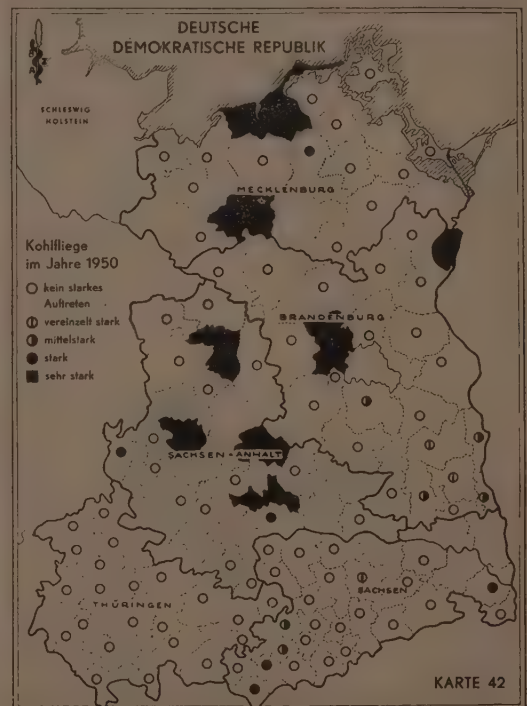 DEUTSCHE
DEMOKRATISCHE REPUBLIK
SCHLESWIG
HOLSTEIN
MECKLENBURG
Kohlfliege
im Jahre 1950
kein starkes
Auftreten
vereinzelt stark
mittelstark
stark
sehr stark
BRANDENBURG
SACHSEN-ANHALT
THÜRINGEN
SACHSEN
KARTE 42